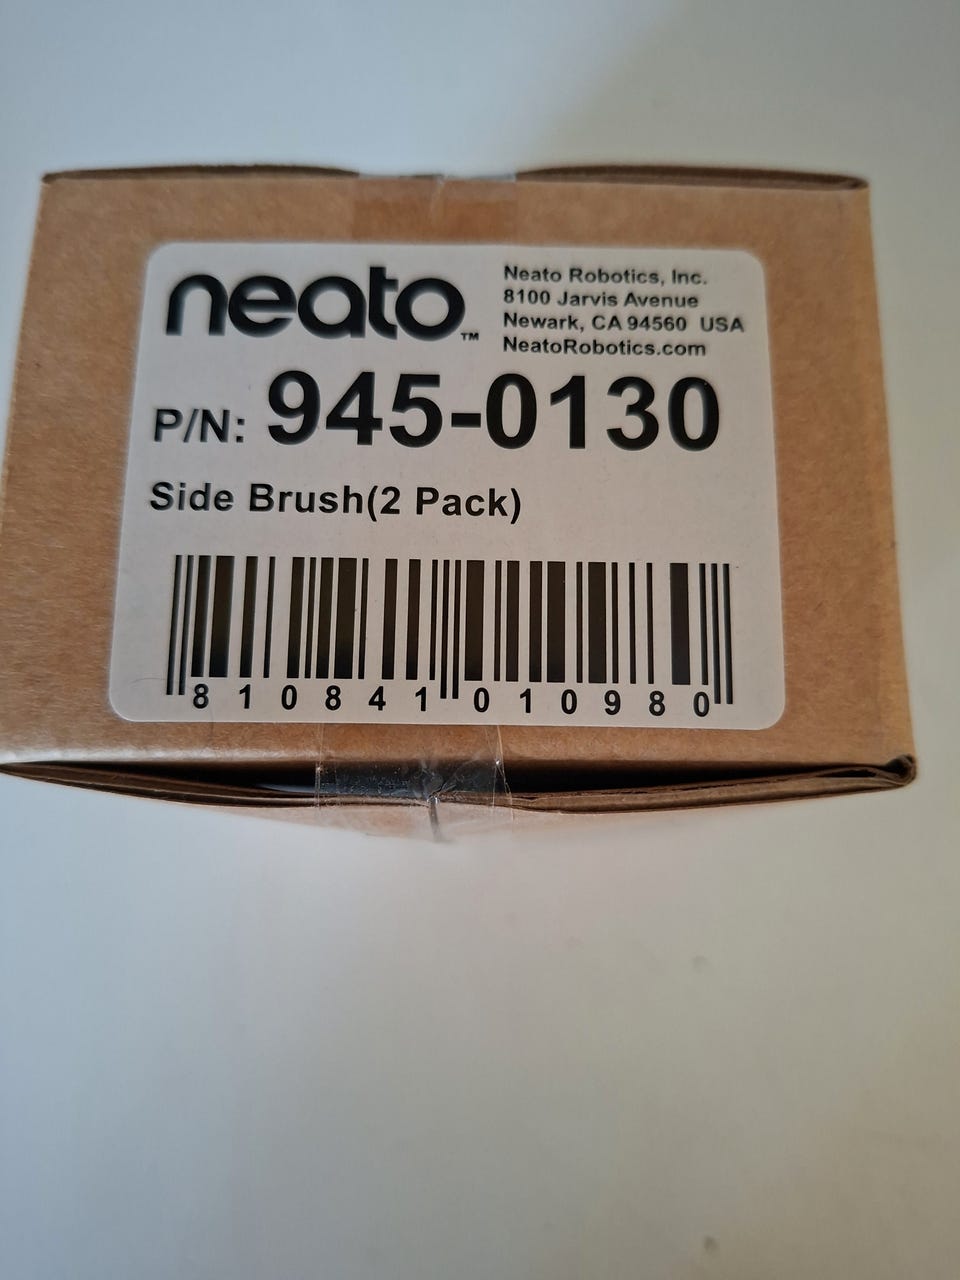 neato™
Neato Robotics, Inc.
8100 Jarvis Avenue
Newark, CA 94560 USA
NeatoRobotics.com
P/N: 945-0130
Side Brush(2 Pack)
810841010980